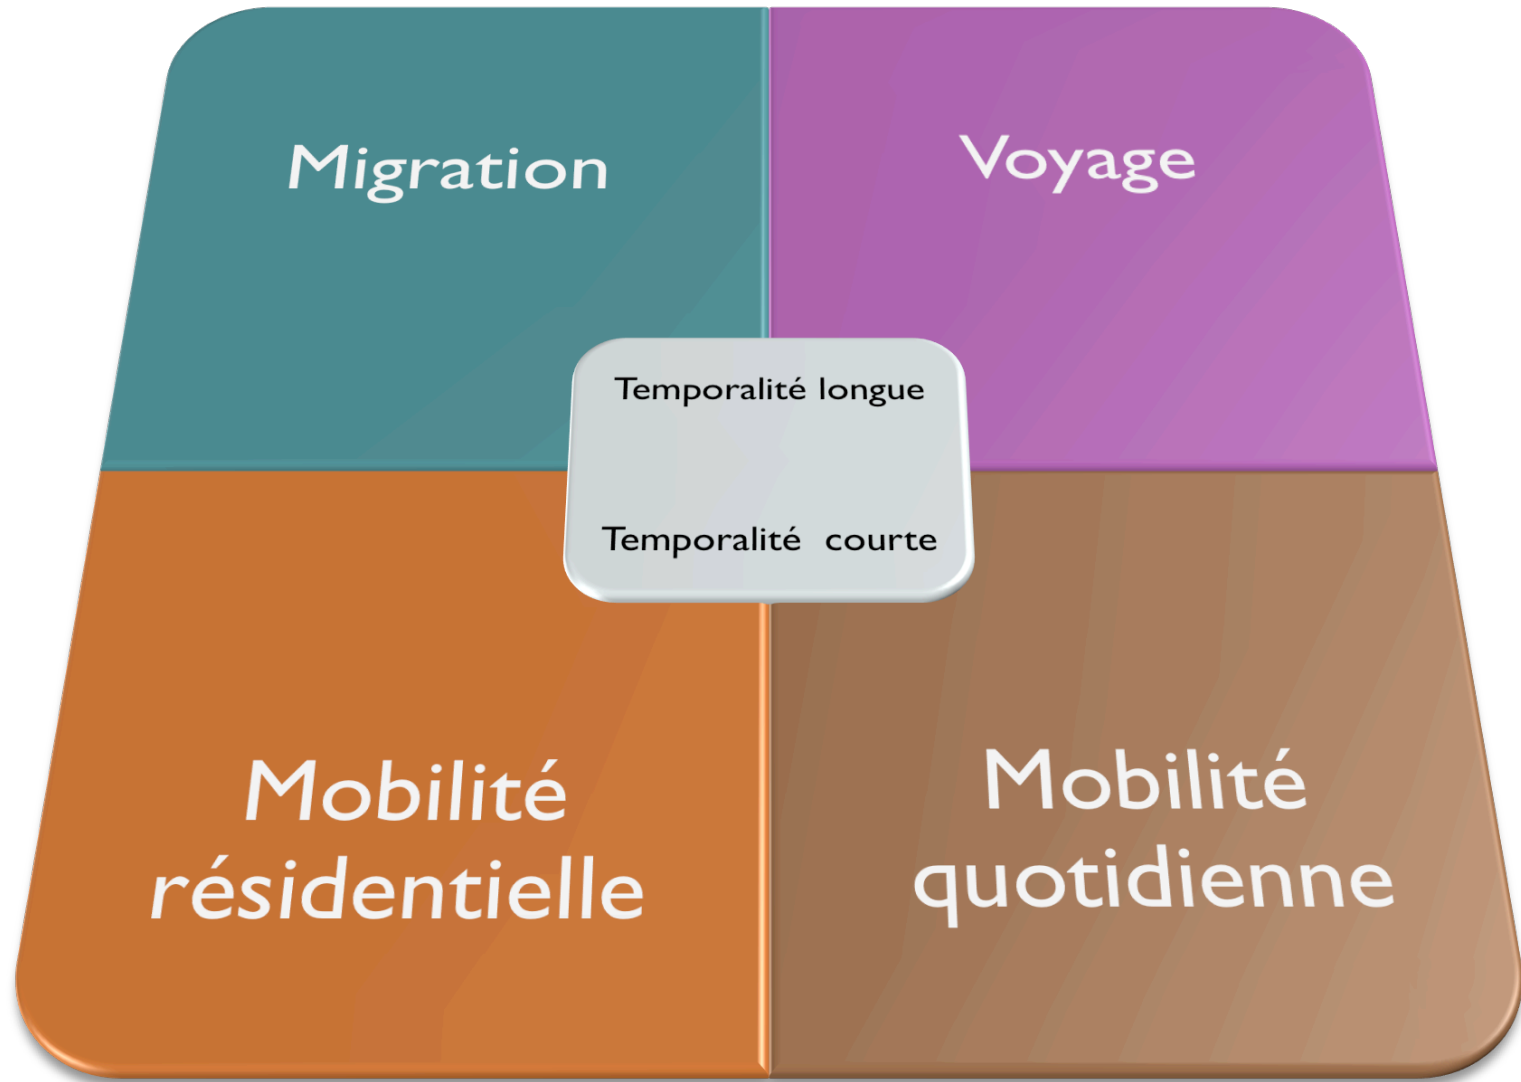 Migration
Voyage
Temporalité longue
Temporalité courte
Mobilité
résidentielle
Mobilité
quotidienne